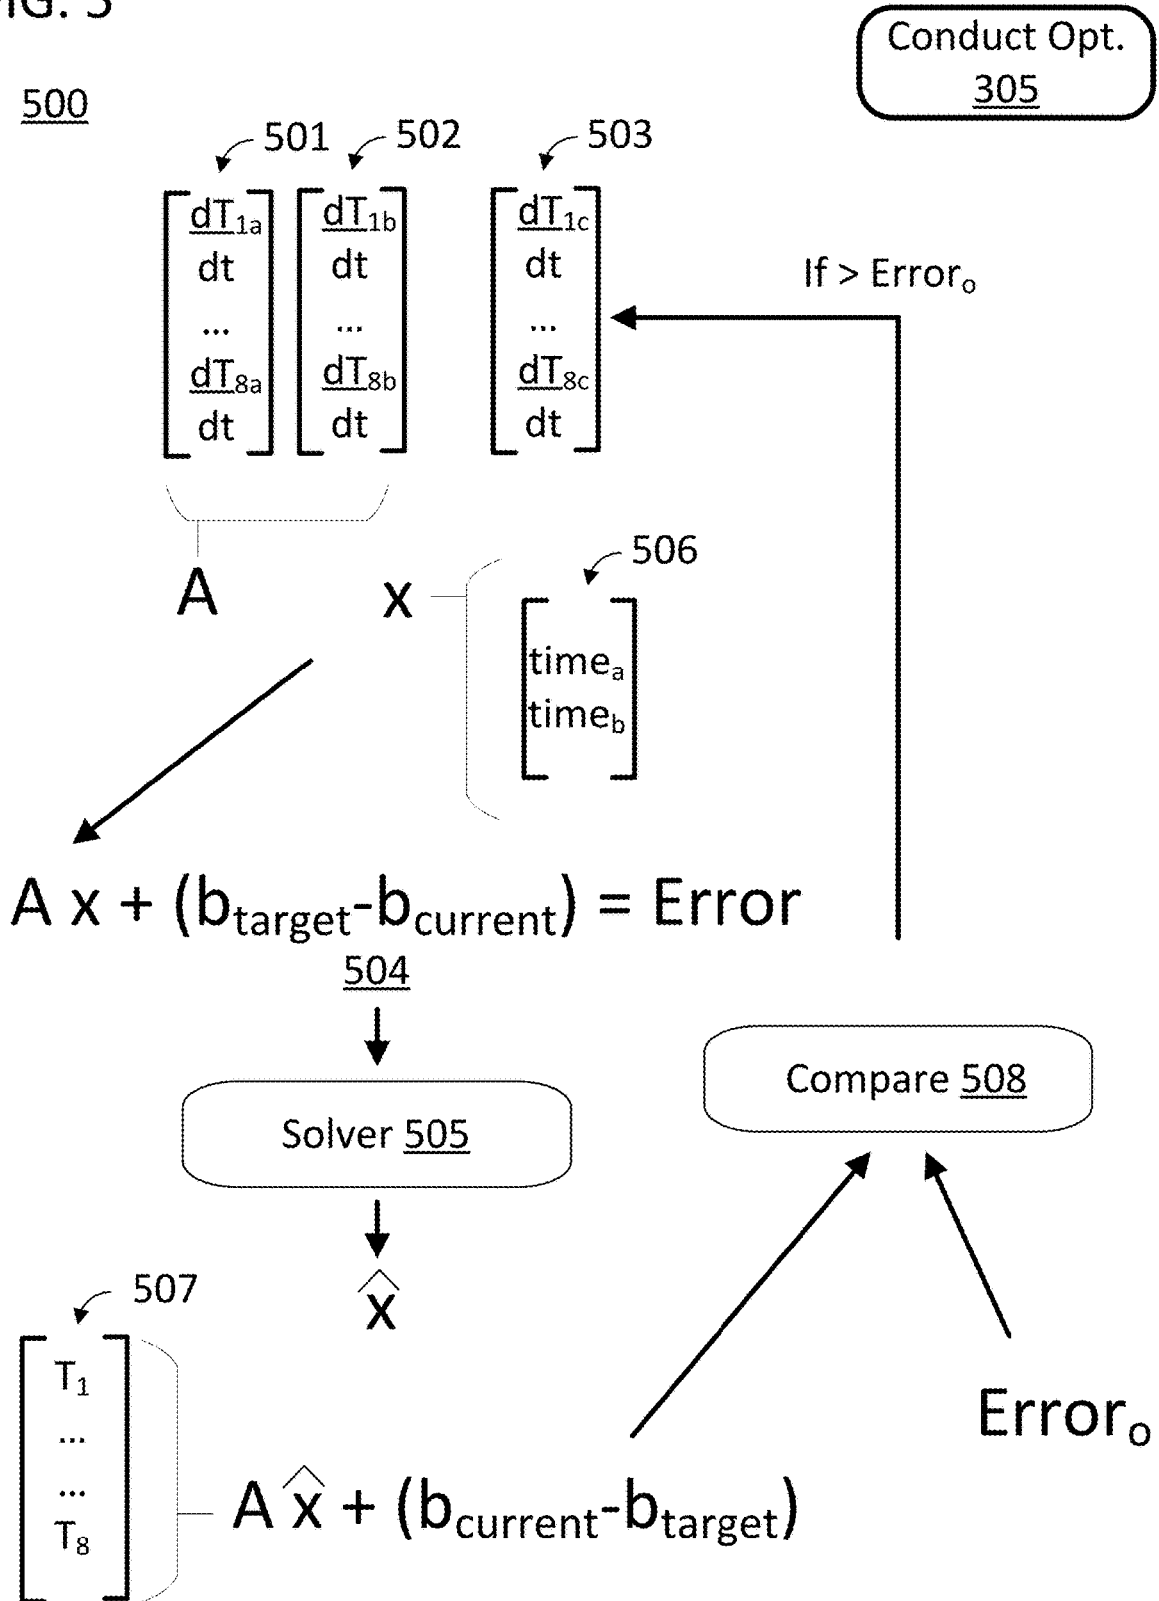 FIG. 5
Conduct Opt.
305
500
501
502
503
dT1a
dt
...
dT8a
dt
dT1b
dt
...
dT8b
dt
dT1c
dt
...
dT8c
dt
If > Erroro
A
x
506
timea
timeb
A x + (btarget-bcurrent) = Error
504
Solver 505
Compare 508
x̂
507
T1
...
...
T8
A x̂ + (bcurrent-btarget)
Erroro